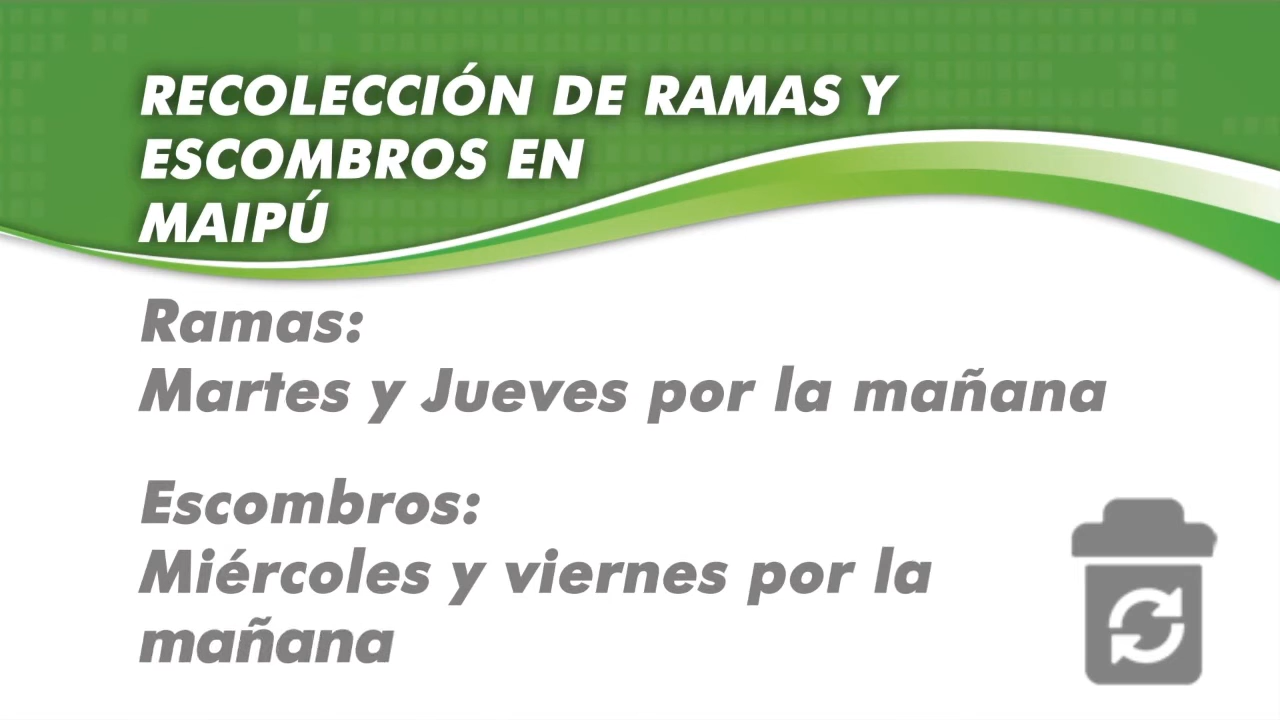 RECOLECCIÓN DE RAMAS Y
ESCOMBROS EN
MAIPÚ
Ramas:
Martes y Jueves por la mañana
Escombros:
Miércoles y viernes por la
mañana